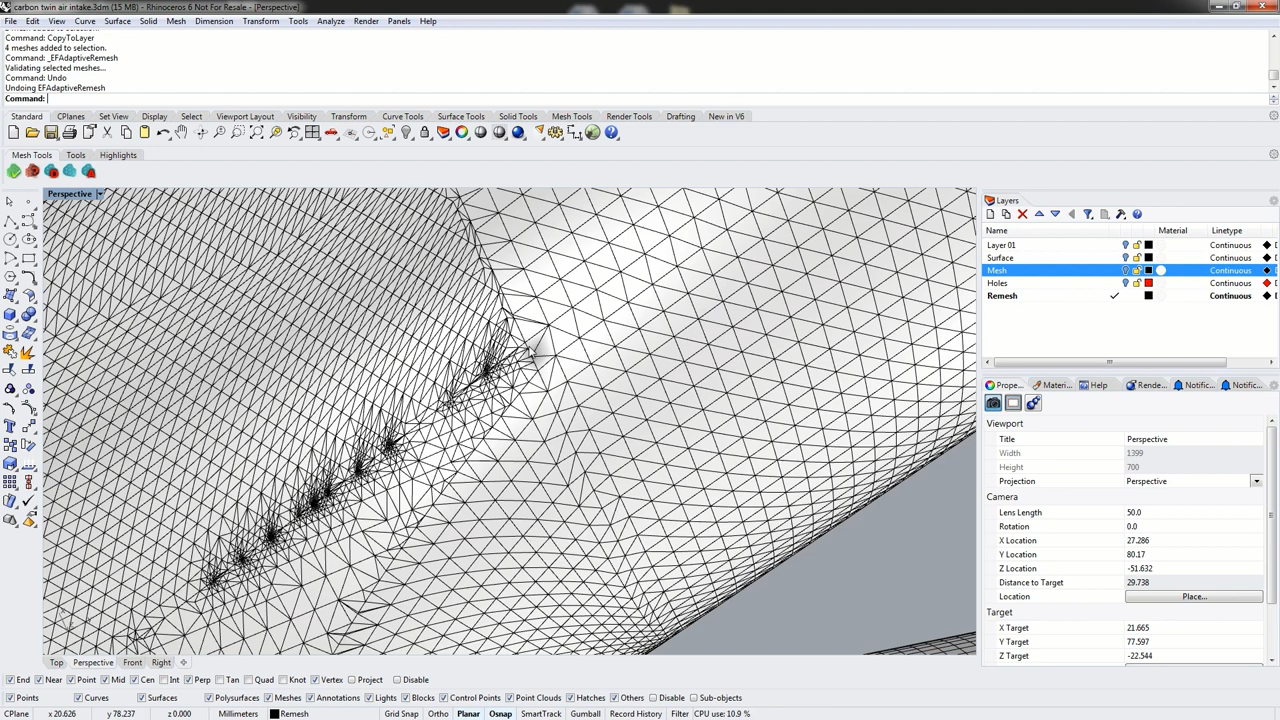 carbon twin air intake.3dm (15 MB) - Rhinoceros 6 Not For Resale - [Perspective]
File Edit View Curve Surface Solid Mesh Dimension Transform Tools Analyze Render Panels Help
Command: CopyToLayer
4 meshes added to selection.
Command: _EFAdaptiveRemesh
Validating selected meshes...
Command: Undo
Undoing EFAdaptiveRemesh
Command:
Standard CPlanes Set View Display Select Viewport Layout Visibility Transform Curve Tools Surface Tools Solid Tools Mesh Tools Render Tools Drafting New in V6
Mesh Tools Tools Highlights
Perspective
Layers
Name Material Linetype
Layer 01 Continuous
Surface Continuous
Mesh Continuous
Holes Continuous
Remesh Continuous
Prope... Materi... Help Rende... Notific... Notific...
Viewport
Title Perspective
Width 1399
Height 700
Projection Perspective
Camera
Lens Length 50.0
Rotation 0.0
X Location 27.286
Y Location 80.17
Z Location -51.632
Distance to Target 29.738
Location Place...
Target
X Target 21.665
Y Target 77.597
Z Target -22.544
Top Perspective Front Right
End Near Point Mid Cen Int Perp Tan Quad Knot Vertex Project Disable
Points Curves Surfaces Polysurfaces Meshes Annotations Lights Blocks Control Points Point Clouds Hatches Others Disable Sub-objects
CPlane x 20.626 y 78.237 z 0.000 Millimeters Remesh Grid Snap Ortho Planar Osnap SmartTrack Gumball Record History Filter CPU use: 10.9 %